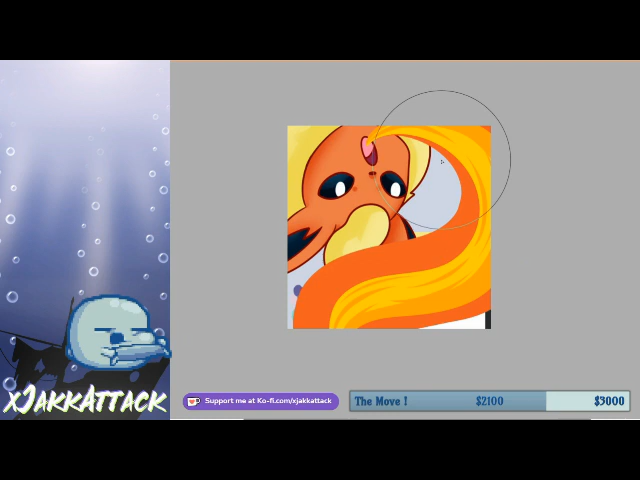 xJakkAttack
Support me at Ko-fi.com/xjakkattack
The Move ! $2100 $3000